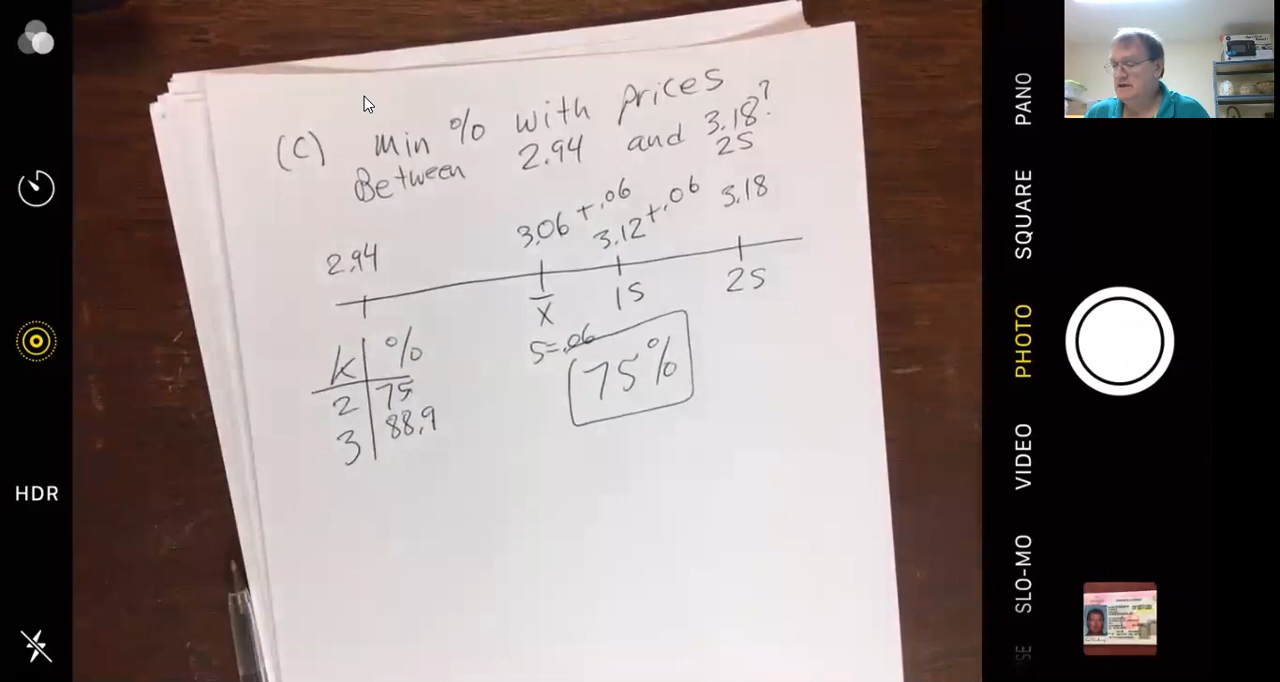 (C) Min % with prices
Between 2.94 and 3.18?
2S
2.94 3.06 +.06 3.12 +.06 3.18
x̄ 1S 2S
S=.06
75%
K %
2 75
3 88.9
HDR
PANO
SQUARE
PHOTO
VIDEO
SLO-MO
SE